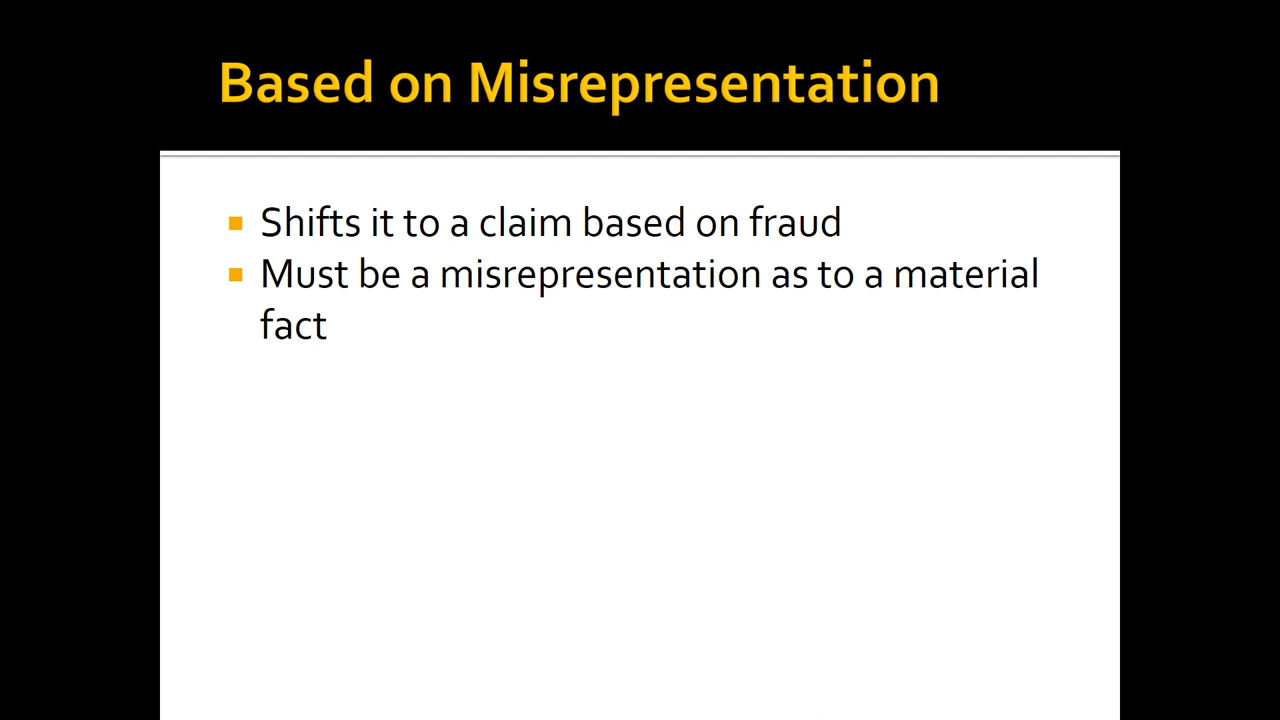 Based on Misrepresentation
Shifts it to a claim based on fraud
Must be a misrepresentation as to a material
fact